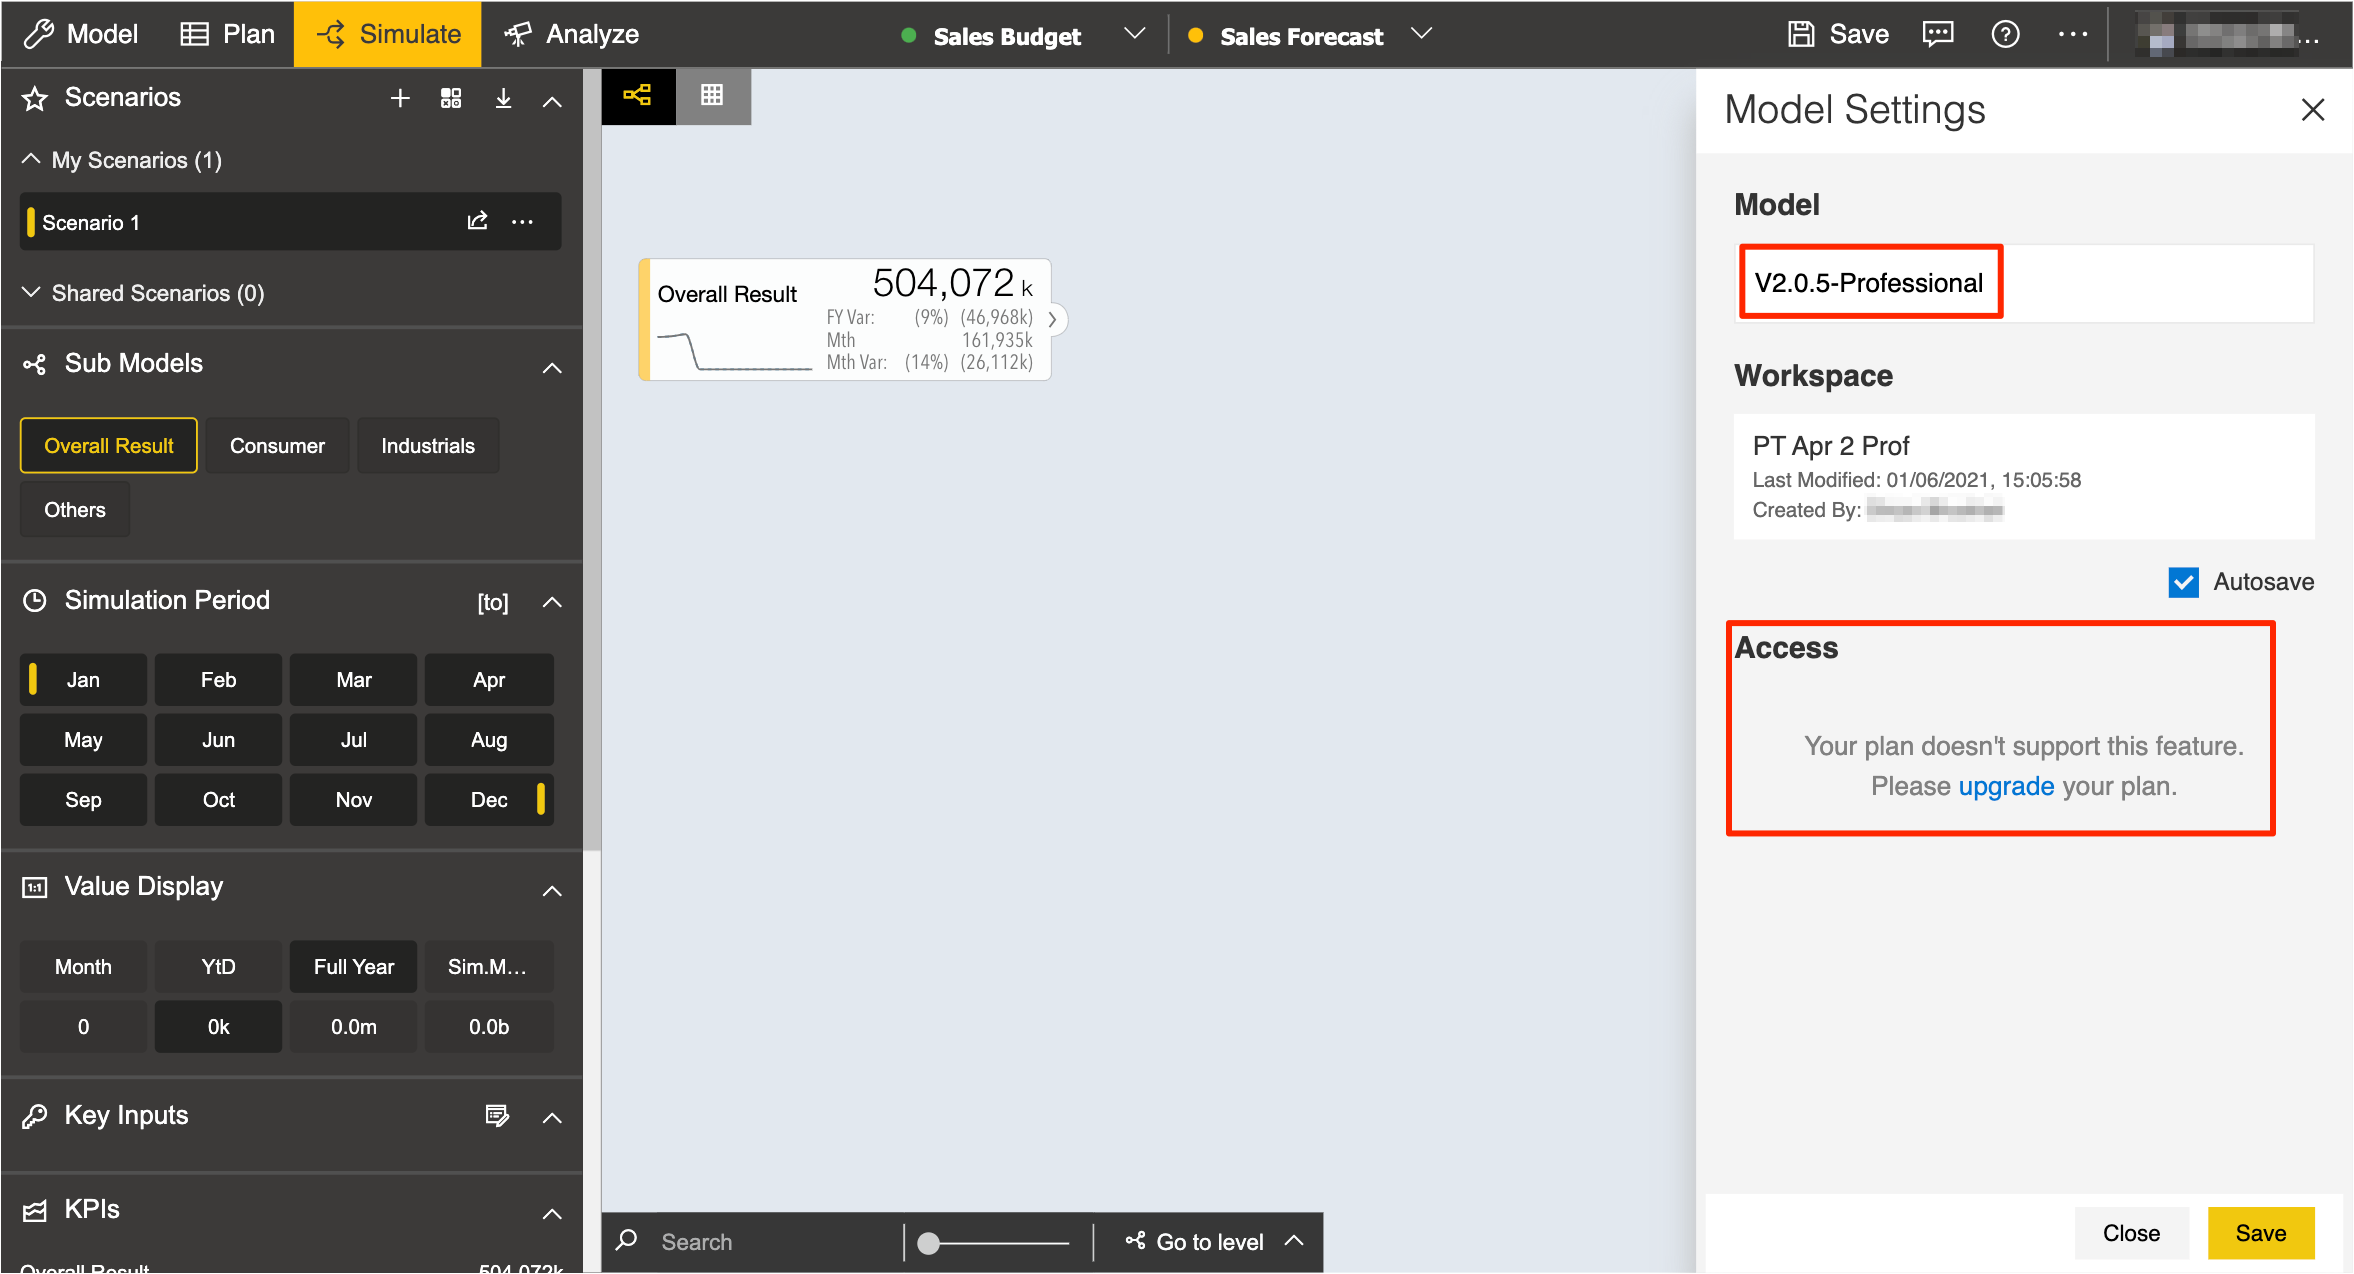 Model Plan Simulate Analyze Sales Budget Sales Forecast Save
Scenarios
My Scenarios (1)
Scenario 1
Shared Scenarios (0)
Sub Models
Overall Result Consumer Industrials
Others
Simulation Period [to]
Jan Feb Mar Apr
May Jun Jul Aug
Sep Oct Nov Dec
Value Display
Month YtD Full Year Sim.M...
0 0k 0.0m 0.0b
Key Inputs
KPIs
Overall Result 504,072k
Overall Result 504,072 k
FY Var: (9%) (46,968k)
Mth 161,935k
Mth Var: (14%) (26,112k)
Search Go to level
Model Settings
Model
V2.0.5-Professional
Workspace
PT Apr 2 Prof
Last Modified: 01/06/2021, 15:05:58
Created By:
Autosave
Access
Your plan doesn't support this feature.
Please upgrade your plan.
Close Save